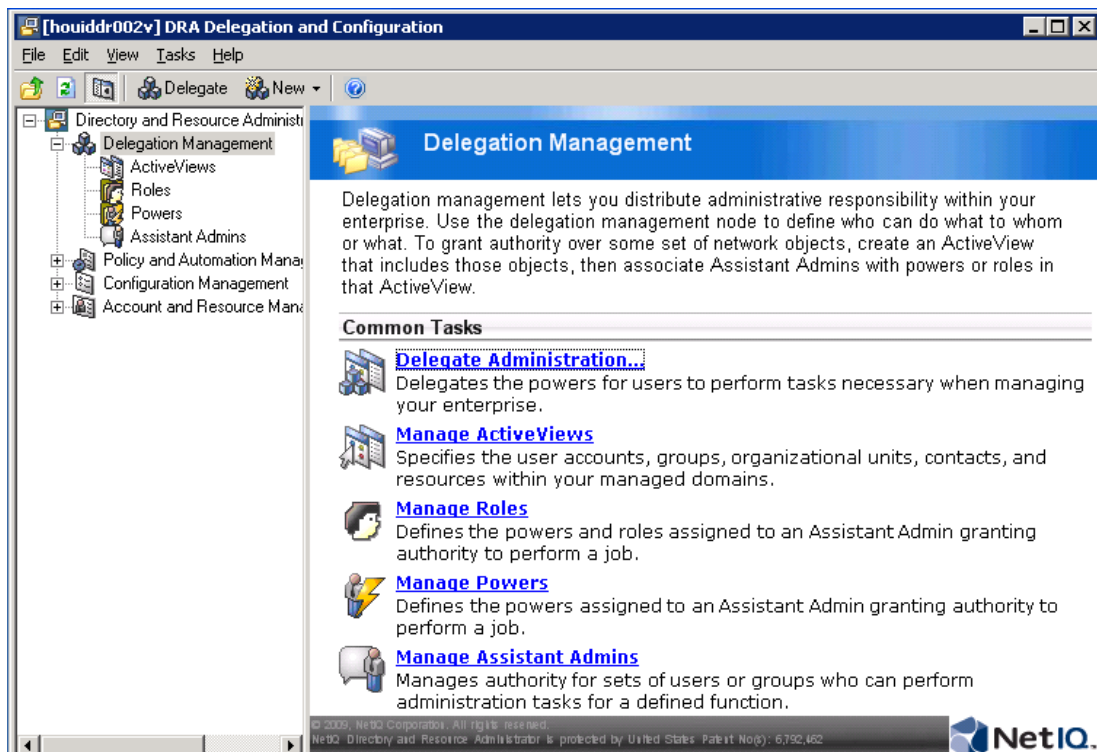 [houiddr002v] DRA Delegation and Configuration
File Edit View Tasks Help
Delegate New
Directory and Resource Administ
Delegation Management
ActiveViews
Roles
Powers
Assistant Admins
Policy and Automation Mana
Configuration Management
Account and Resource Mana
Delegation Management
Delegation management lets you distribute administrative responsibility within your
enterprise. Use the delegation management node to define who can do what to whom
or what. To grant authority over some set of network objects, create an ActiveView
that includes those objects, then associate Assistant Admins with powers or roles in
that ActiveView.
Common Tasks
Delegate Administration...
Delegates the powers for users to perform tasks necessary when managing
your enterprise.
Manage ActiveViews
Specifies the user accounts, groups, organizational units, contacts, and
resources within your managed domains.
Manage Roles
Defines the powers and roles assigned to an Assistant Admin granting
authority to perform a job.
Manage Powers
Defines the powers assigned to an Assistant Admin granting authority to
perform a job.
Manage Assistant Admins
Manages authority for sets of users or groups who can perform
administration tasks for a defined function.
© 2009, NetIQ Corporation. All rights reserved.
NetIQ Directory and Resource Administrator is protected by United States Patent No(s): 6,792,462
NetIQ.